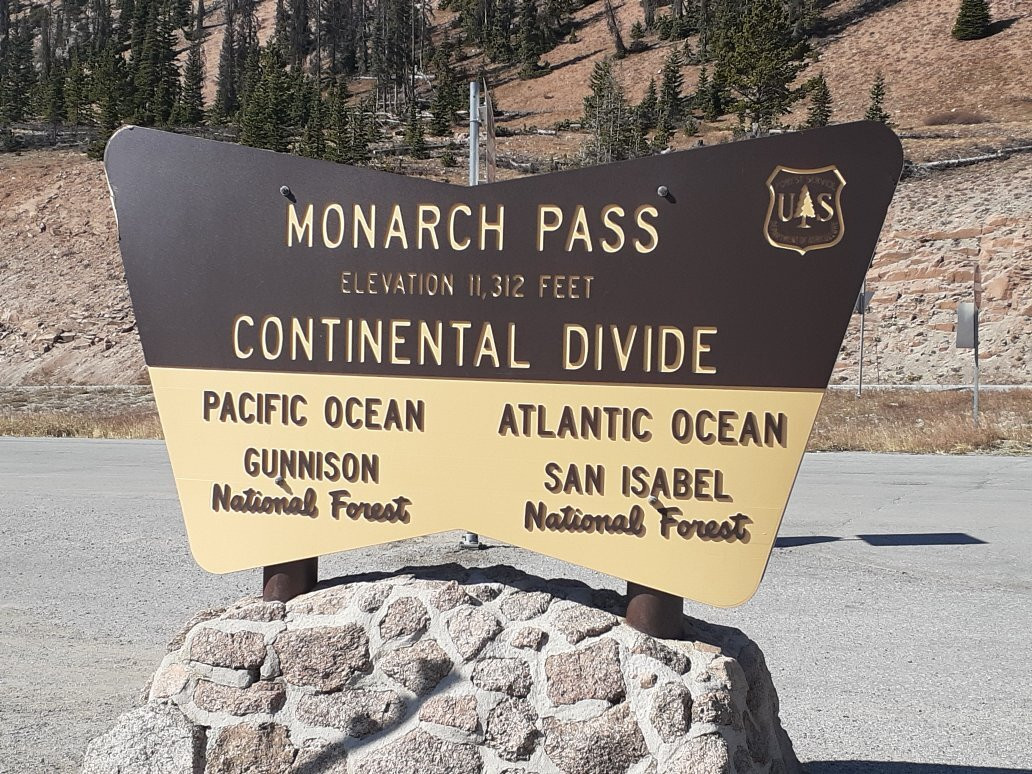 MONARCH PASS
ELEVATION 11,312 FEET
CONTINENTAL DIVIDE
US
PACIFIC OCEAN
GUNNISON
National Forest
ATLANTIC OCEAN
SAN ISABEL
National Forest